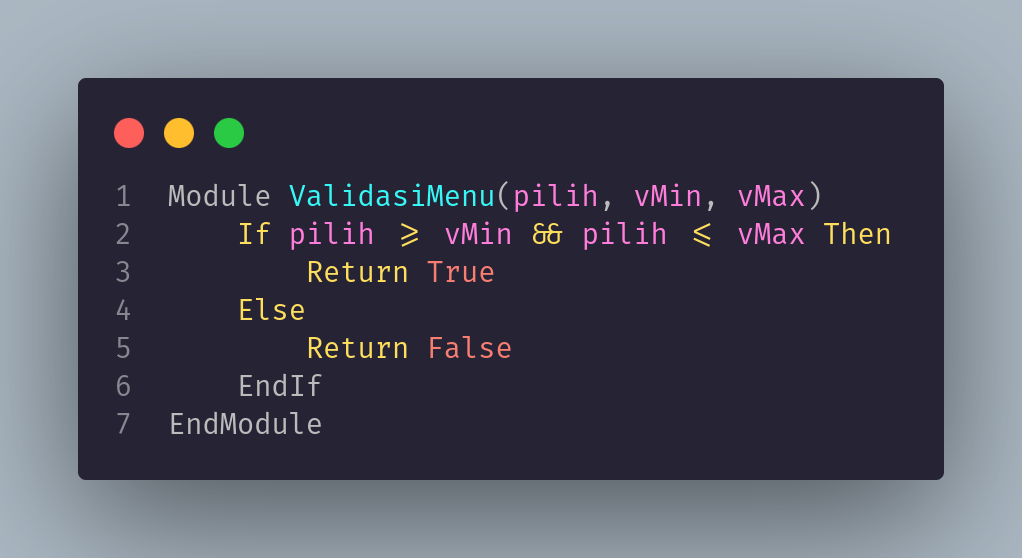 1 Module ValidasiMenu(pilih, vMin, vMax)
2 If pilih >= vMin && pilih <= vMax Then
3 Return True
4 Else
5 Return False
6 EndIf
7 EndModule